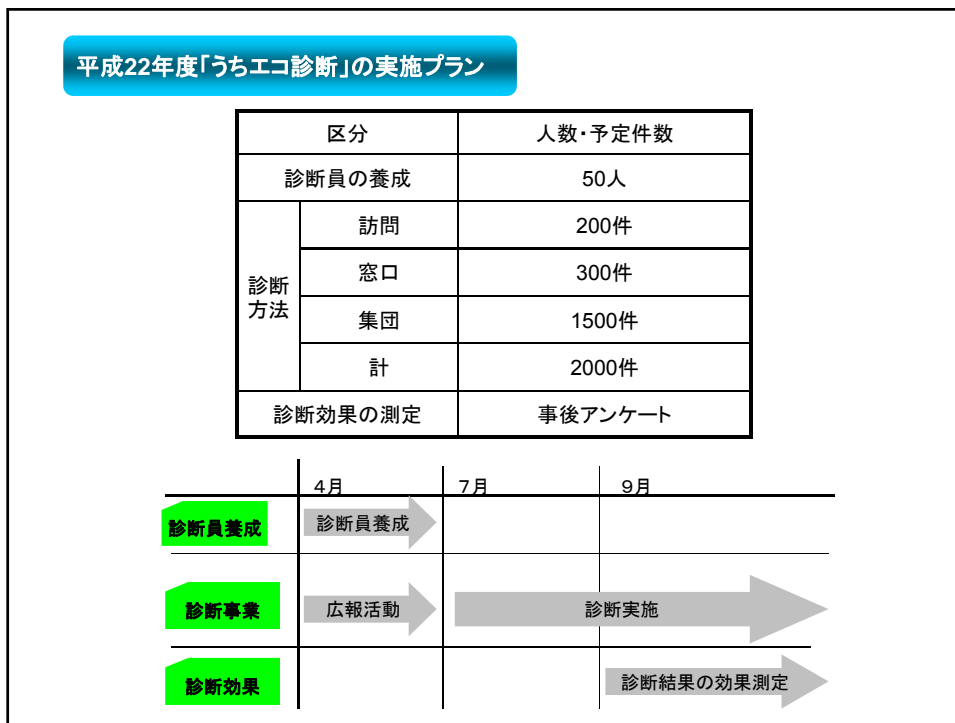 平成22年度「うちエコ診断」の実施プラン
区分 人数・予定件数
診断員の養成 50人
診断
方法
訪問 200件
窓口 300件
集団 1500件
計 2000件
診断効果の測定 事後アンケート
４月 ７月 ９月
診断員養成 診断員養成
診断事業 広報活動 診断実施
診断効果 診断結果の効果測定